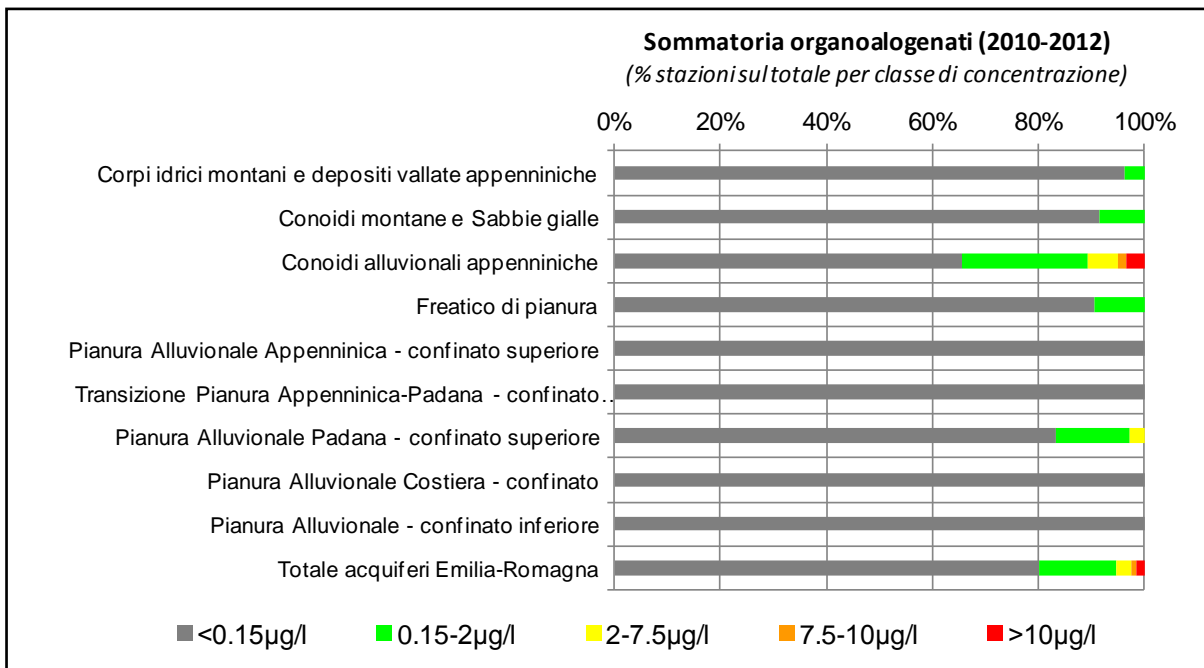 Sommatoria organoalogenati (2010-2012)
(% stazioni sul totale per classe di concentrazione)
0% 20% 40% 60% 80% 100%
Corpi idrici montani e depositi vallate appenniniche
Conoidi montane e Sabbie gialle
Conoidi alluvionali appenniniche
Freatico di pianura
Pianura Alluvionale Appenninica - confinato superiore
Transizione Pianura Appenninica-Padana - confinato..
Pianura Alluvionale Padana - confinato superiore
Pianura Alluvionale Costiera - confinato
Pianura Alluvionale - confinato inferiore
Totale acquiferi Emilia-Romagna
<0.15µg/l 0.15-2µg/l 2-7.5µg/l 7.5-10µg/l >10µg/l